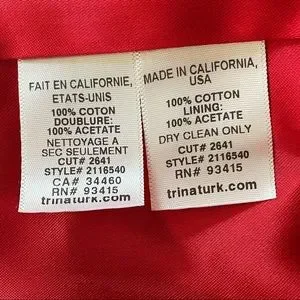 FAIT EN CALIFORNIE,
ETATS-UNIS
100% COTON
DOUBLURE:
100% ACETATE
NETTOYAGE A
SEC SEULEMENT
CUT# 2641
STYLE# 2116540
CA# 34460
RN# 93415
trinaturk.com
MADE IN CALIFORNIA,
USA
100% COTTON
LINING:
100% ACETATE
DRY CLEAN ONLY
CUT# 2641
STYLE# 2116540
RN# 93415
trinaturk.com